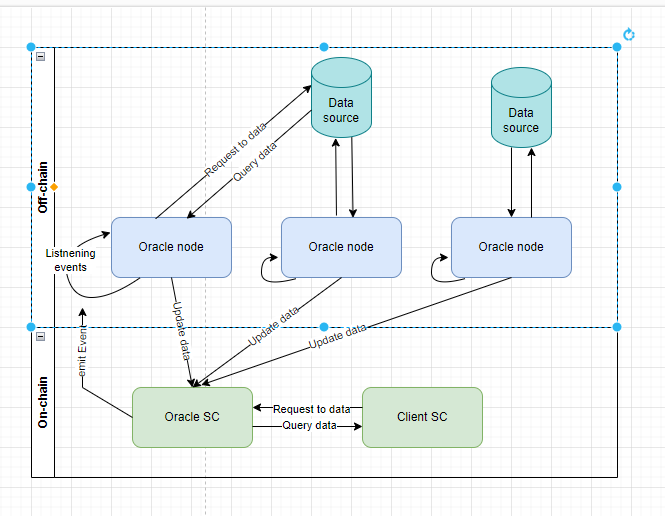 Off-chain
Data
source
Data
source
Request to data
Query data
Oracle node
Oracle node
Oracle node
Listnening
events
Update data
Update data
Update data
emit Event
On-chain
Oracle SC
Request to data
Query data
Client SC